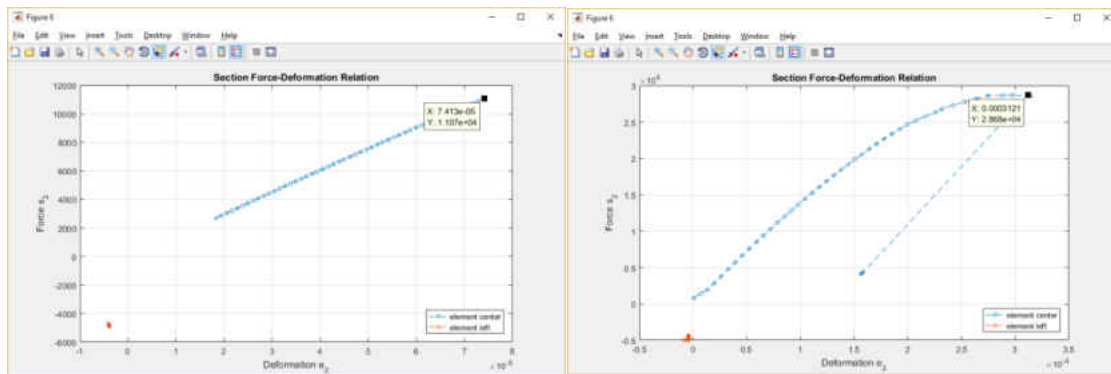 Figure 6
File Edit View Insert Tools Desktop Window Help
Section Force-Deformation Relation
12000
10000
8000
6000
4000
2000
0
-2000
-4000
-6000
Force s2
X: 7.413e-05
Y: 1.107e+04
element center
element left
-1 0 1 2 3 4 5 6 7 8
Deformation e2
×10
Figure 6
File Edit View Insert Tools Desktop Window Help
Section Force-Deformation Relation
×10⁴
3
2.5
2
1.5
1
0.5
0
-0.5
Force s2
X: 0.0003121
Y: 2.868e+04
element center
element left
-0.5 0 0.5 1 1.5 2 2.5 3 3.5
Deformation e2
×10